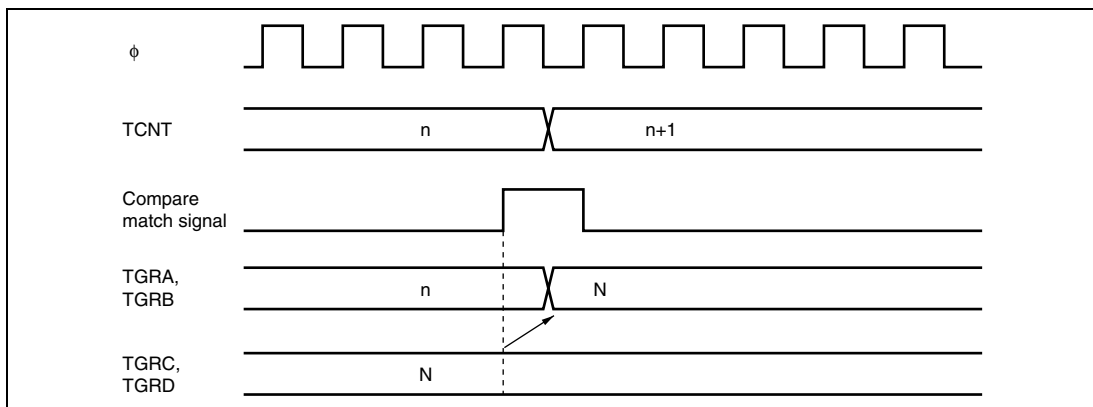 ϕ
TCNT
n
n+1
Compare
match signal
TGRA,
TGRB
n
N
TGRC,
TGRD
N